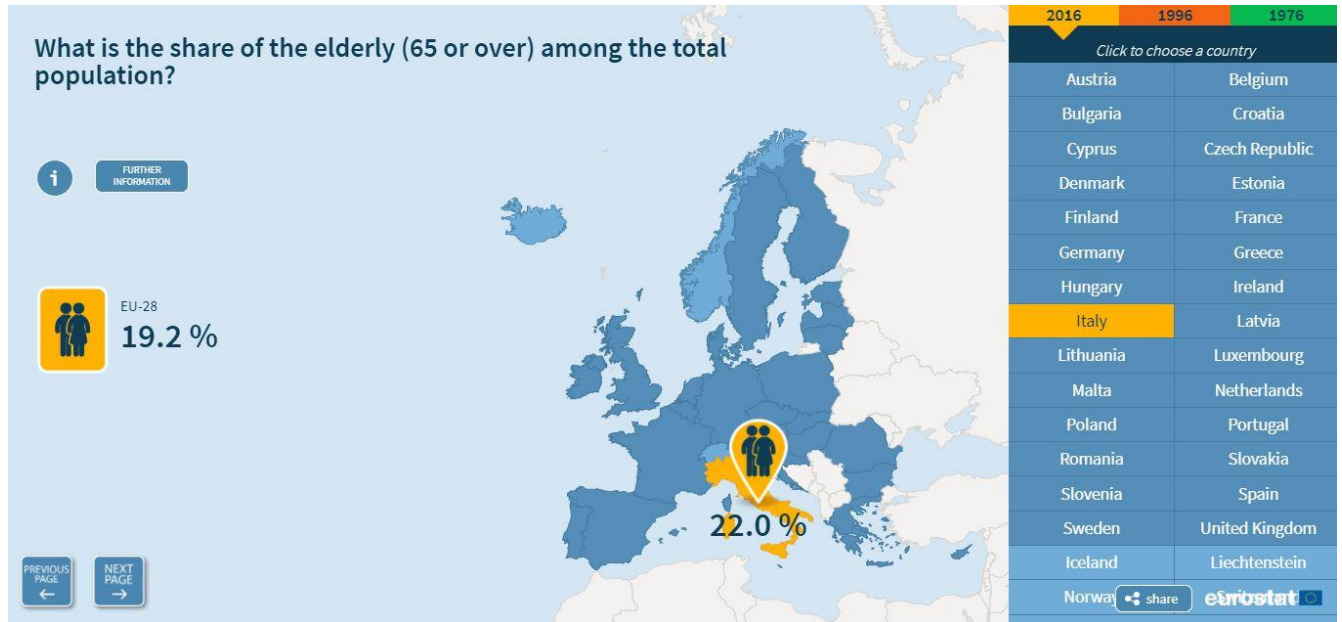 What is the share of the elderly (65 or over) among the total
population?
i
FURTHER
INFORMATION
EU-28
19.2 %
22.0 %
PREVIOUS
PAGE
←
NEXT
PAGE
→
2016 1996 1976
Click to choose a country
Austria Belgium
Bulgaria Croatia
Cyprus Czech Republic
Denmark Estonia
Finland France
Germany Greece
Hungary Ireland
Italy Latvia
Lithuania Luxembourg
Malta Netherlands
Poland Portugal
Romania Slovakia
Slovenia Spain
Sweden United Kingdom
Iceland Liechtenstein
Norway
share
eurostat